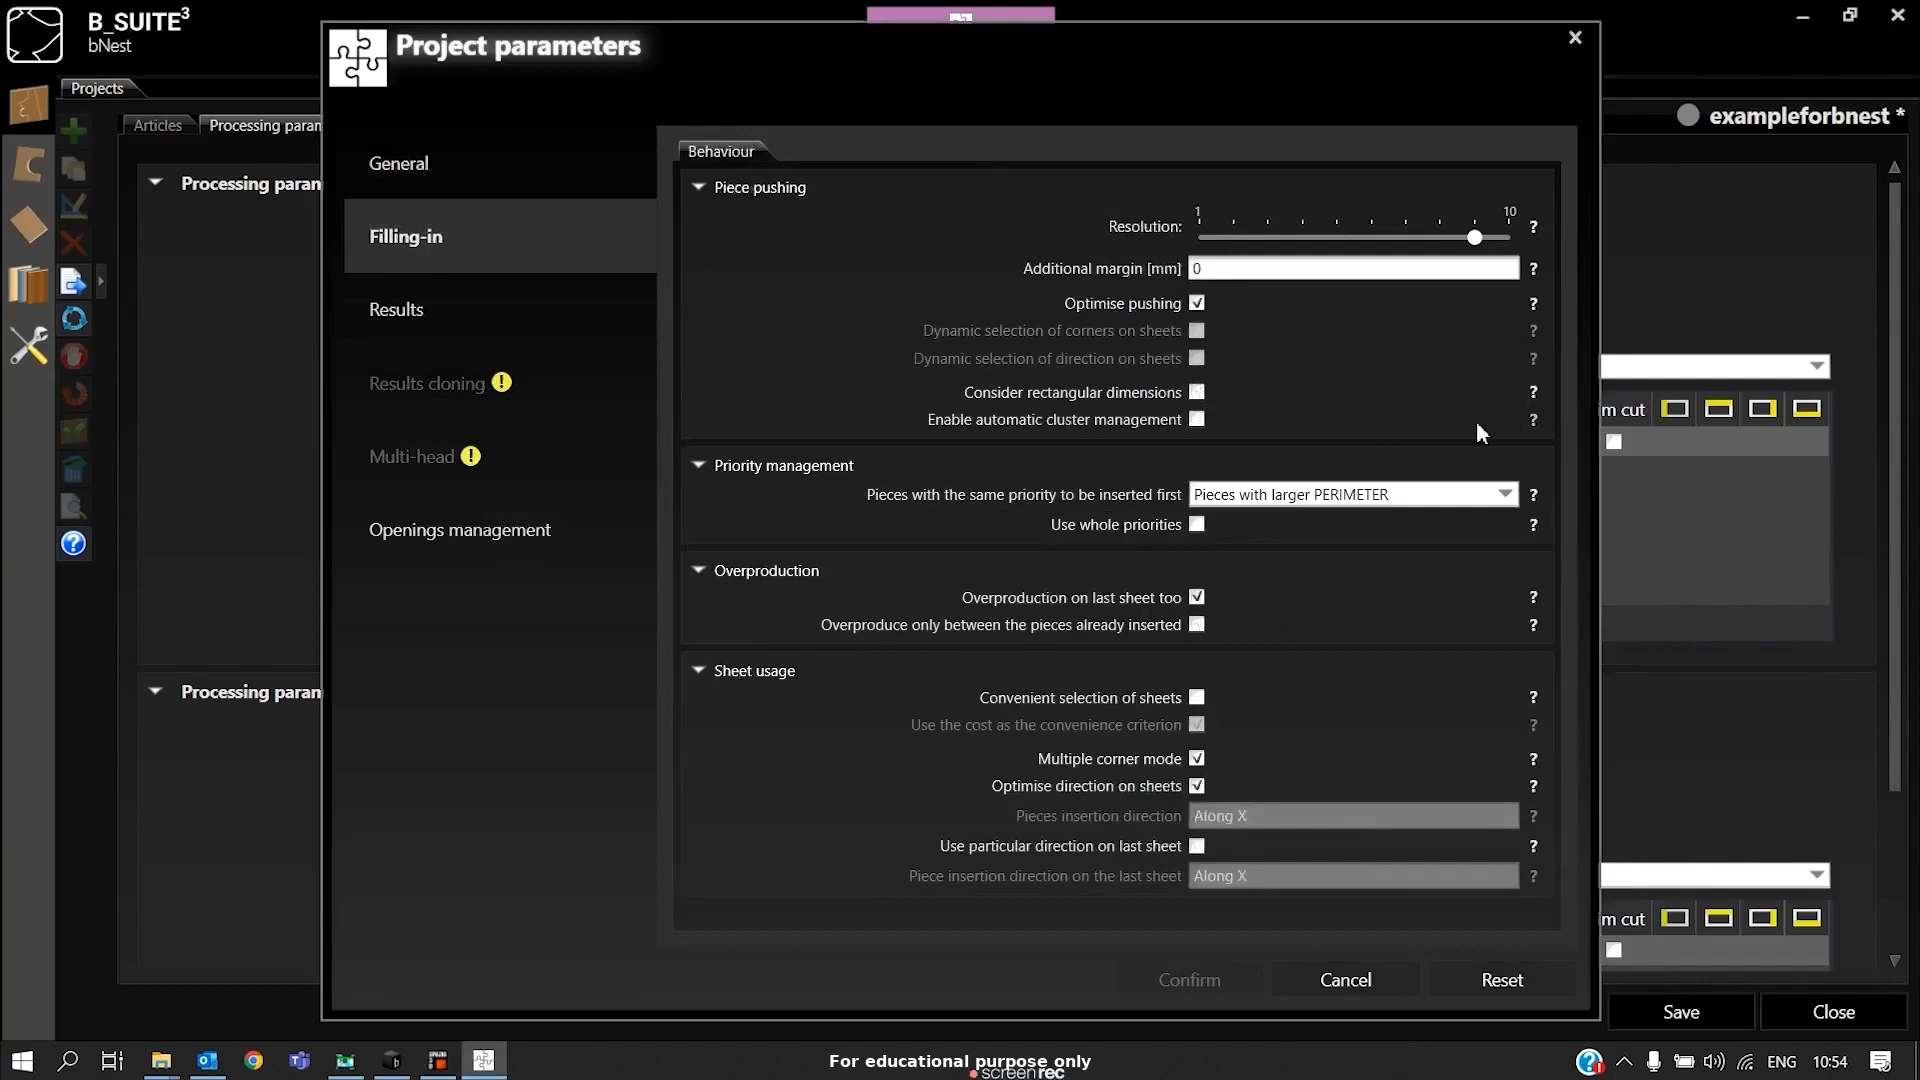 B_SUITE³
bNest
Project parameters
Projects
Articles
Processing param
exampleforbnest *
Processing param
General
Filling-in
Results
Results cloning !
Multi-head !
Openings management
Behaviour
Piece pushing
1 10
Resolution: ?
Additional margin [mm] 0 ?
Optimise pushing ?
Dynamic selection of corners on sheets ?
Dynamic selection of direction on sheets ?
Consider rectangular dimensions ?
Enable automatic cluster management ?
im cut
Priority management
Pieces with the same priority to be inserted first Pieces with larger PERIMETER ?
Use whole priorities ?
Overproduction
Overproduction on last sheet too ?
Overproduce only between the pieces already inserted ?
Sheet usage
Processing param
Convenient selection of sheets ?
Use the cost as the convenience criterion ?
Multiple corner mode ?
Optimise direction on sheets ?
Pieces insertion direction Along X ?
Use particular direction on last sheet ?
Piece insertion direction on the last sheet Along X ?
im cut
Confirm Cancel Reset
Save Close
For educational purpose only
screenrec
ENG 10:54